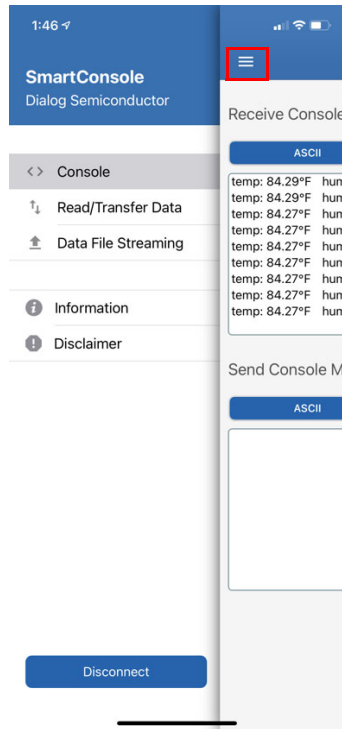 1:46
SmartConsole
Dialog Semiconductor
<> Console
Read/Transfer Data
Data File Streaming
Information
Disclaimer
Disconnect
Receive Console
ASCII
temp: 84.29°F hum
temp: 84.29°F hum
temp: 84.27°F hum
temp: 84.27°F hum
temp: 84.27°F hum
temp: 84.27°F hum
temp: 84.27°F hum
temp: 84.27°F hum
temp: 84.27°F hum
Send Console M
ASCII